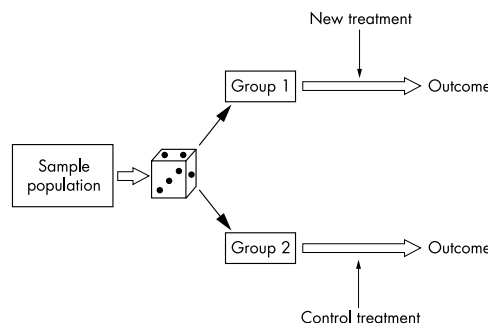 New treatment
Group 1
Outcome
Sample
population
Group 2
Outcome
Control treatment